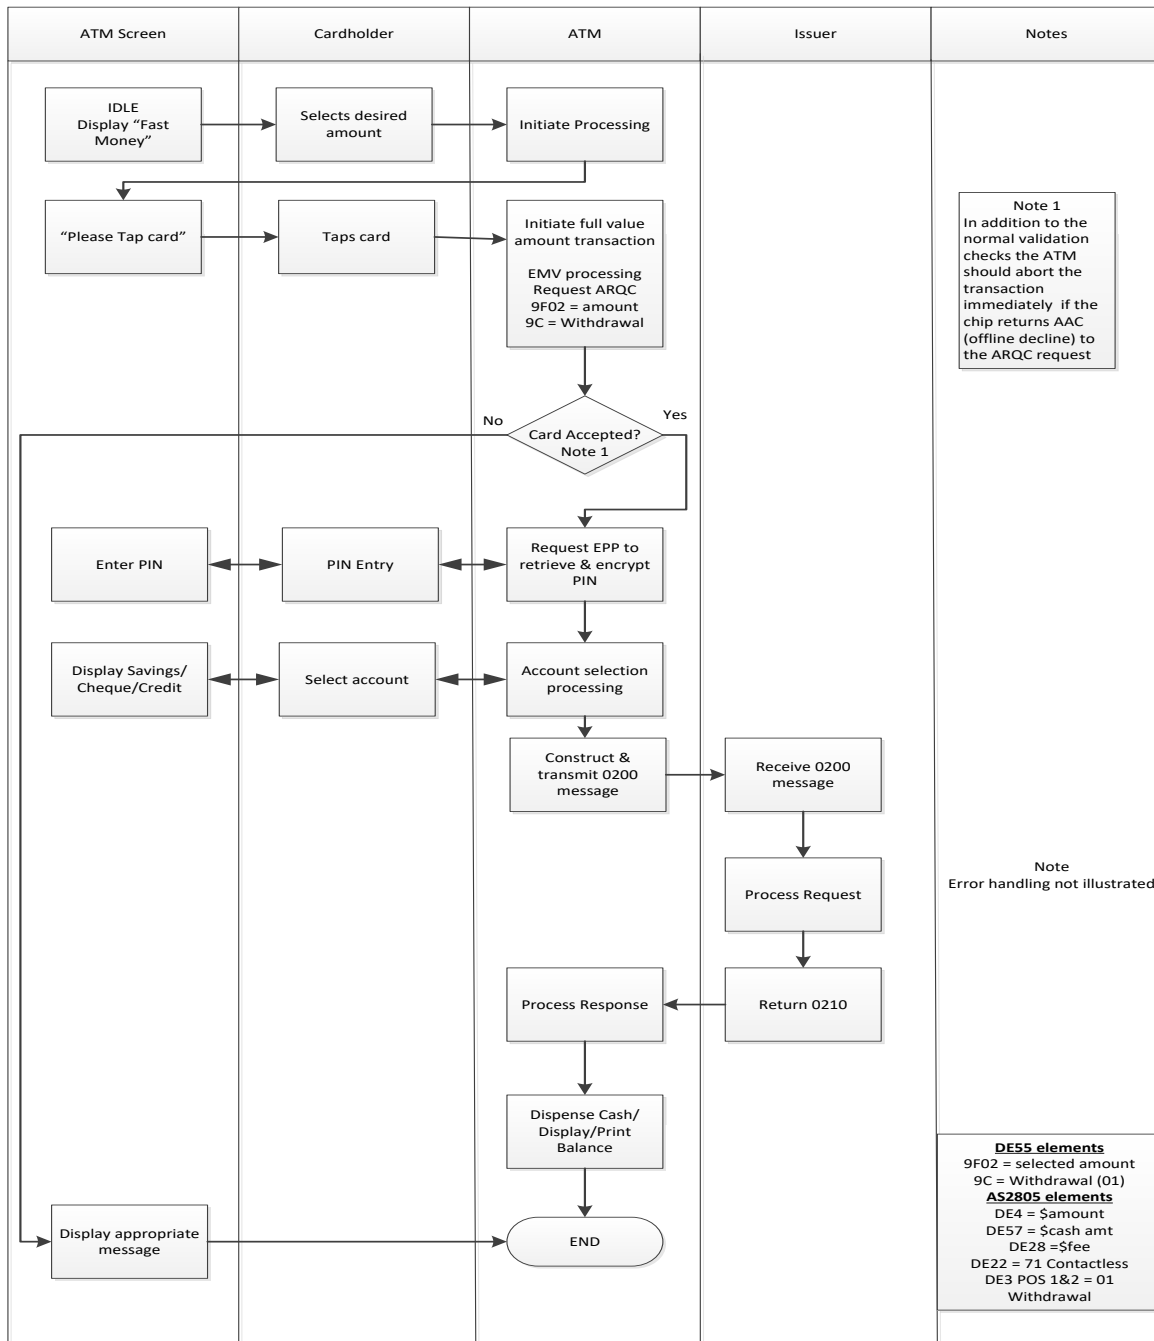 ATM Screen
Cardholder
ATM
Issuer
Notes
IDLE
Display “Fast
Money”
Selects desired
amount
Initiate Processing
“Please Tap card”
Taps card
Initiate full value
amount transaction
EMV processing
Request ARQC
9F02 = amount
9C = Withdrawal
Note 1
In addition to the
normal validation
checks the ATM
should abort the
transaction
immediately if the
chip returns AAC
(offline decline) to
the ARQC request
No
Yes
Card Accepted?
Note 1
Enter PIN
PIN Entry
Request EPP to
retrieve & encrypt
PIN
Display Savings/
Cheque/Credit
Select account
Account selection
processing
Construct &
transmit 0200
message
Receive 0200
message
Process Request
Note
Error handling not illustrated
Process Response
Return 0210
Dispense Cash/
Display/Print
Balance
DE55 elements
9F02 = selected amount
9C = Withdrawal (01)
AS2805 elements
DE4 = $amount
DE57 = $cash amt
DE28 =$fee
DE22 = 71 Contactless
DE3 POS 1&2 = 01
Withdrawal
Display appropriate
message
END